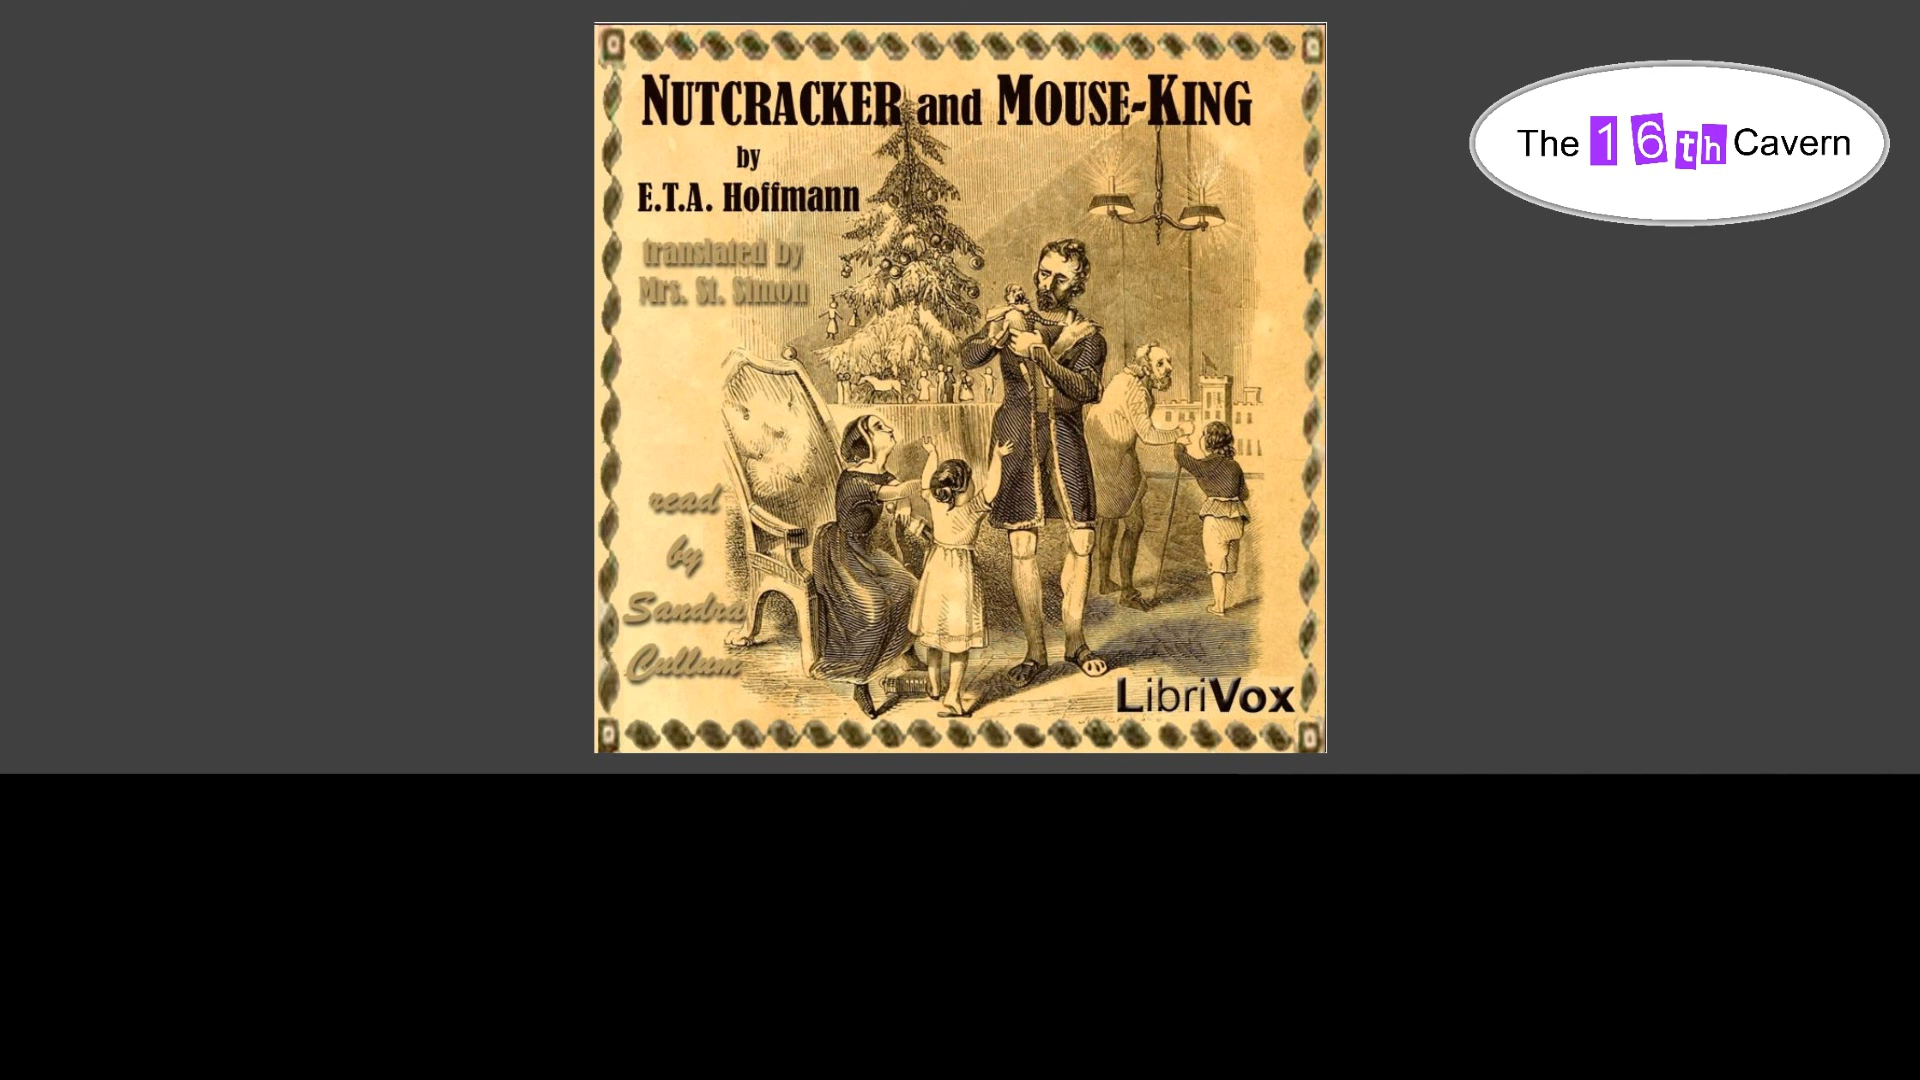 NUTCRACKER and MOUSE-KING
by
E.T.A. Hoffmann
translated by
Mrs. St. Simon
read
by
Sandra
Cullum
LibriVox
The 16th Cavern